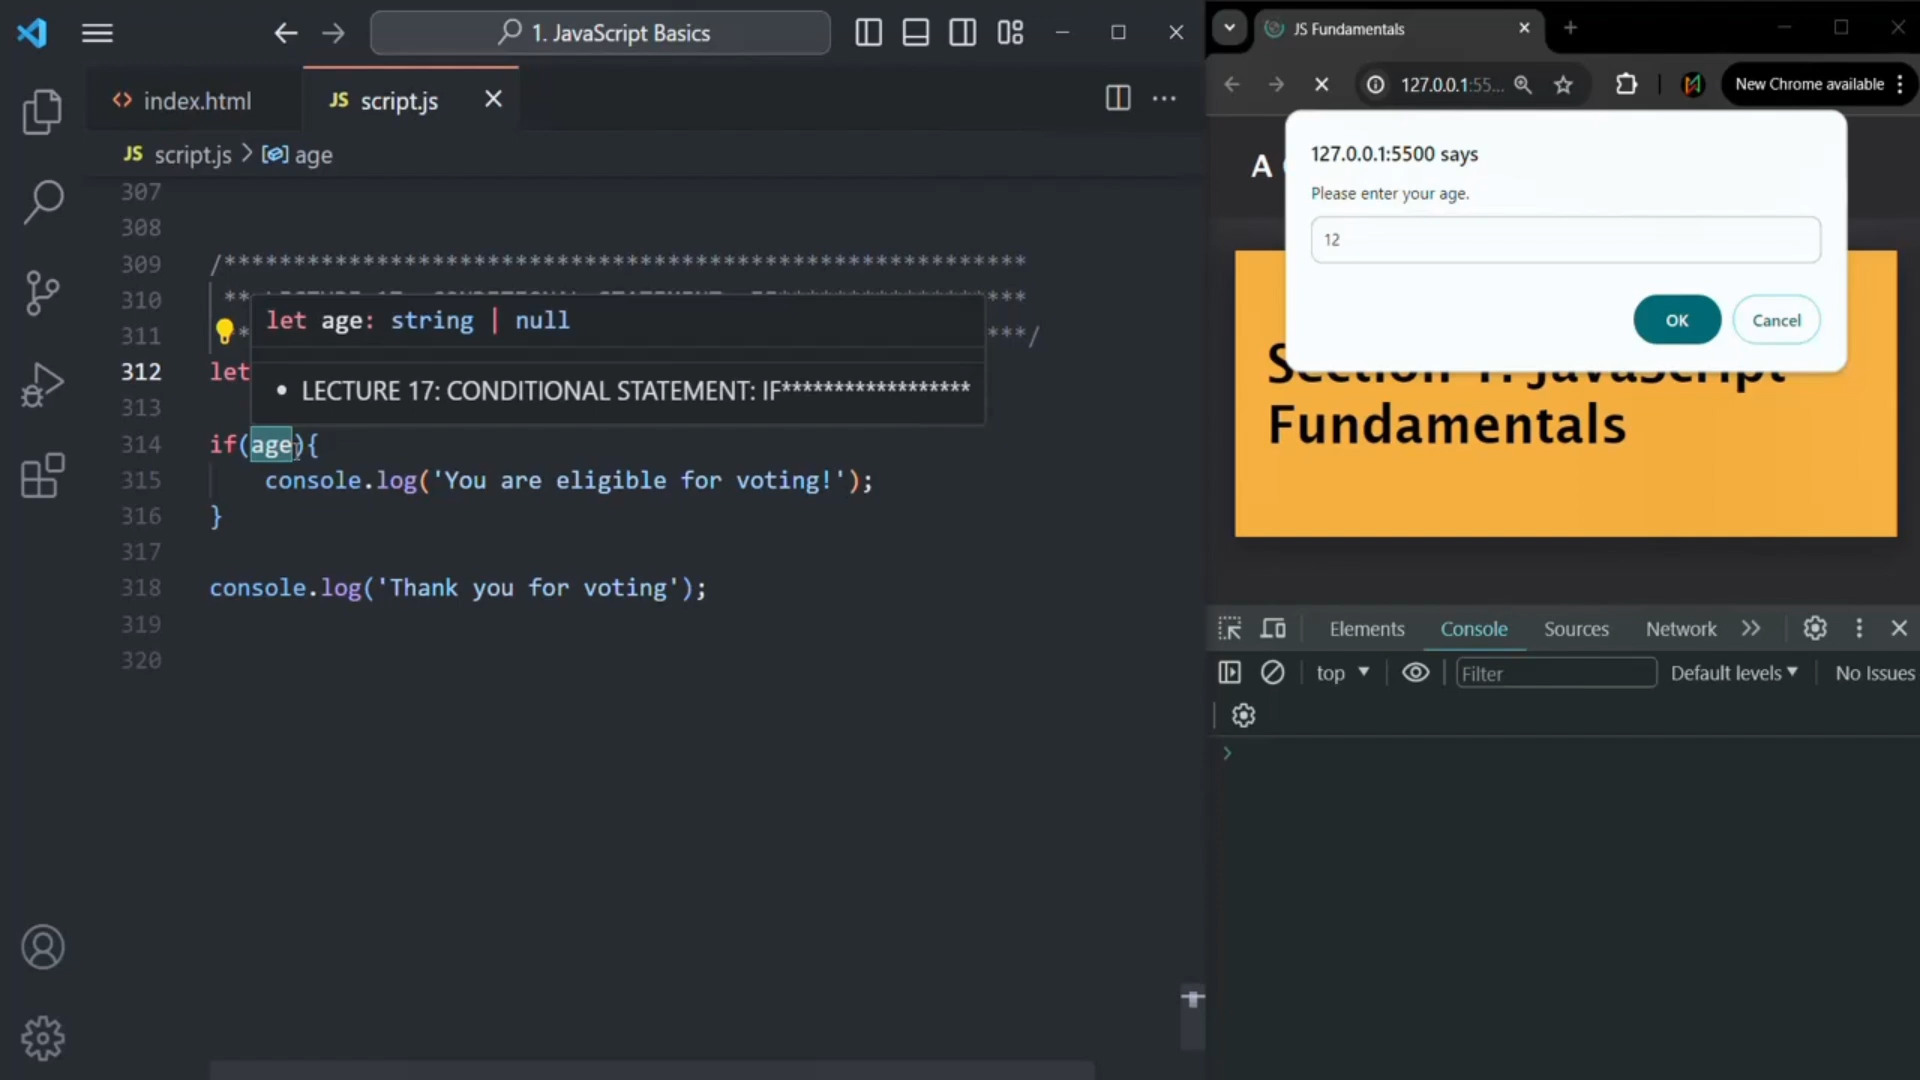 1. JavaScript Basics
index.html
JS script.js
JS script.js > age
307
308
309 /**********************************************************
310 **
311
let age: string | null
• LECTURE 17: CONDITIONAL STATEMENT: IF******************
312 let
313
314 if(age){
315 console.log('You are eligible for voting!');
316 }
317
318 console.log('Thank you for voting');
319
320
JS Fundamentals
127.0.0.1:55...
New Chrome available
A
127.0.0.1:5500 says
Please enter your age.
12
OK
Cancel
Section 1: JavaScript
Fundamentals
Elements
Console
Sources
Network
top
Filter
Default levels
No Issues